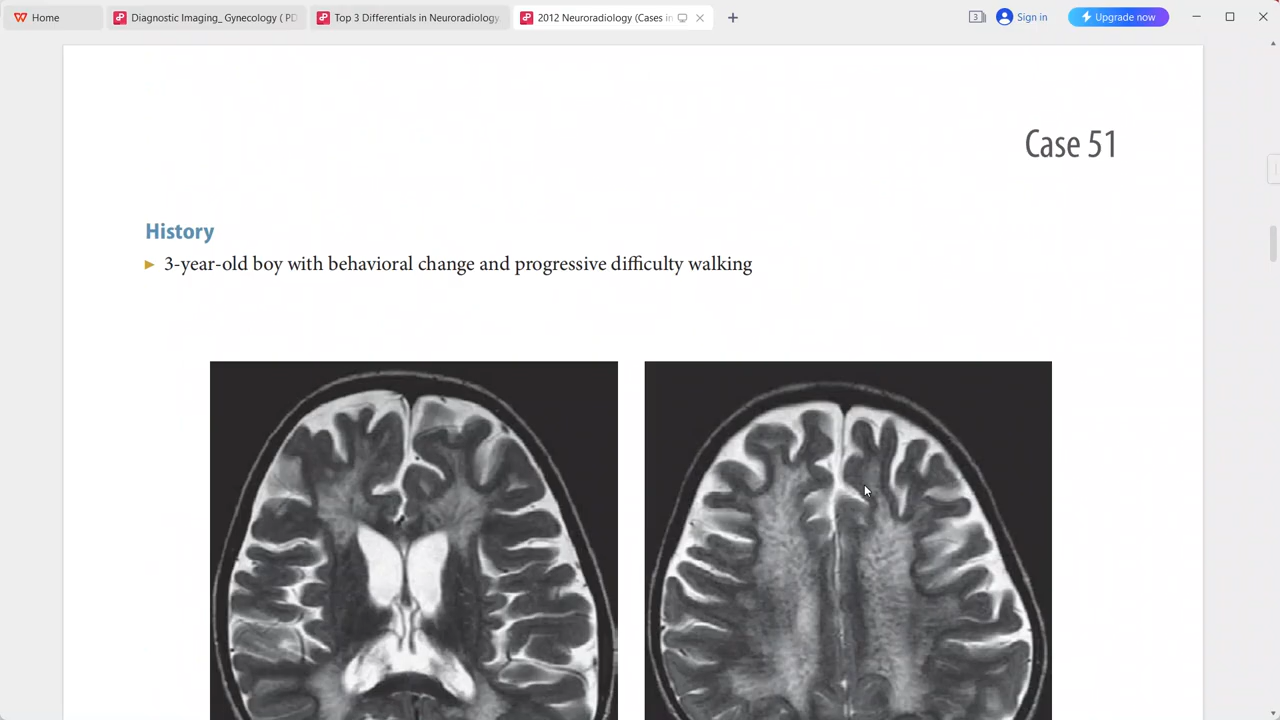 Home
Diagnostic Imaging_ Gynecology ( PD
Top 3 Differentials in Neuroradiology
2012 Neuroradiology (Cases in
3
Sign in
Upgrade now
Case 51
History
3-year-old boy with behavioral change and progressive difficulty walking